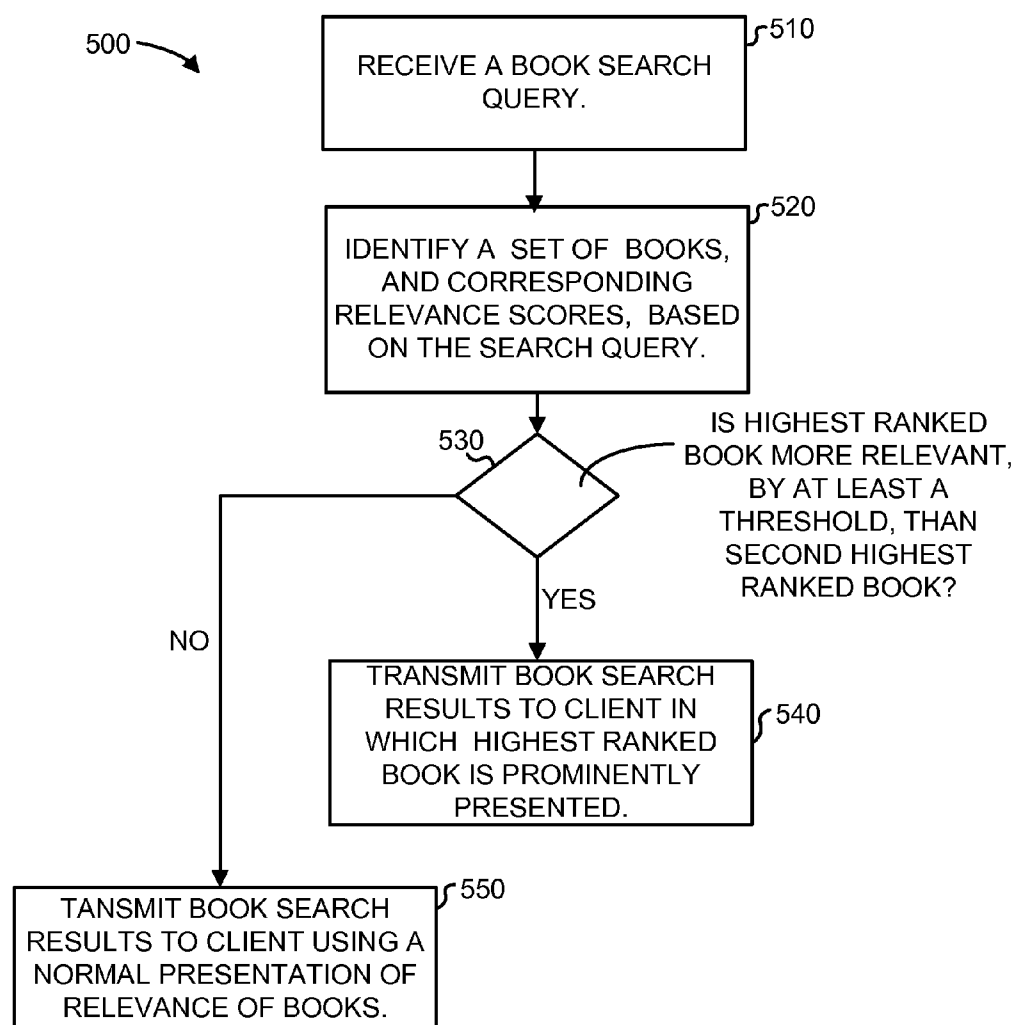 500
510
RECEIVE A BOOK SEARCH
QUERY.
520
IDENTIFY A SET OF BOOKS,
AND CORRESPONDING
RELEVANCE SCORES, BASED
ON THE SEARCH QUERY.
530
IS HIGHEST RANKED
BOOK MORE RELEVANT,
BY AT LEAST A
THRESHOLD, THAN
SECOND HIGHEST
RANKED BOOK?
YES
NO
TRANSMIT BOOK SEARCH
RESULTS TO CLIENT IN
WHICH HIGHEST RANKED
BOOK IS PROMINENTLY
PRESENTED.
540
550
TANSMIT BOOK SEARCH
RESULTS TO CLIENT USING A
NORMAL PRESENTATION OF
RELEVANCE OF BOOKS.